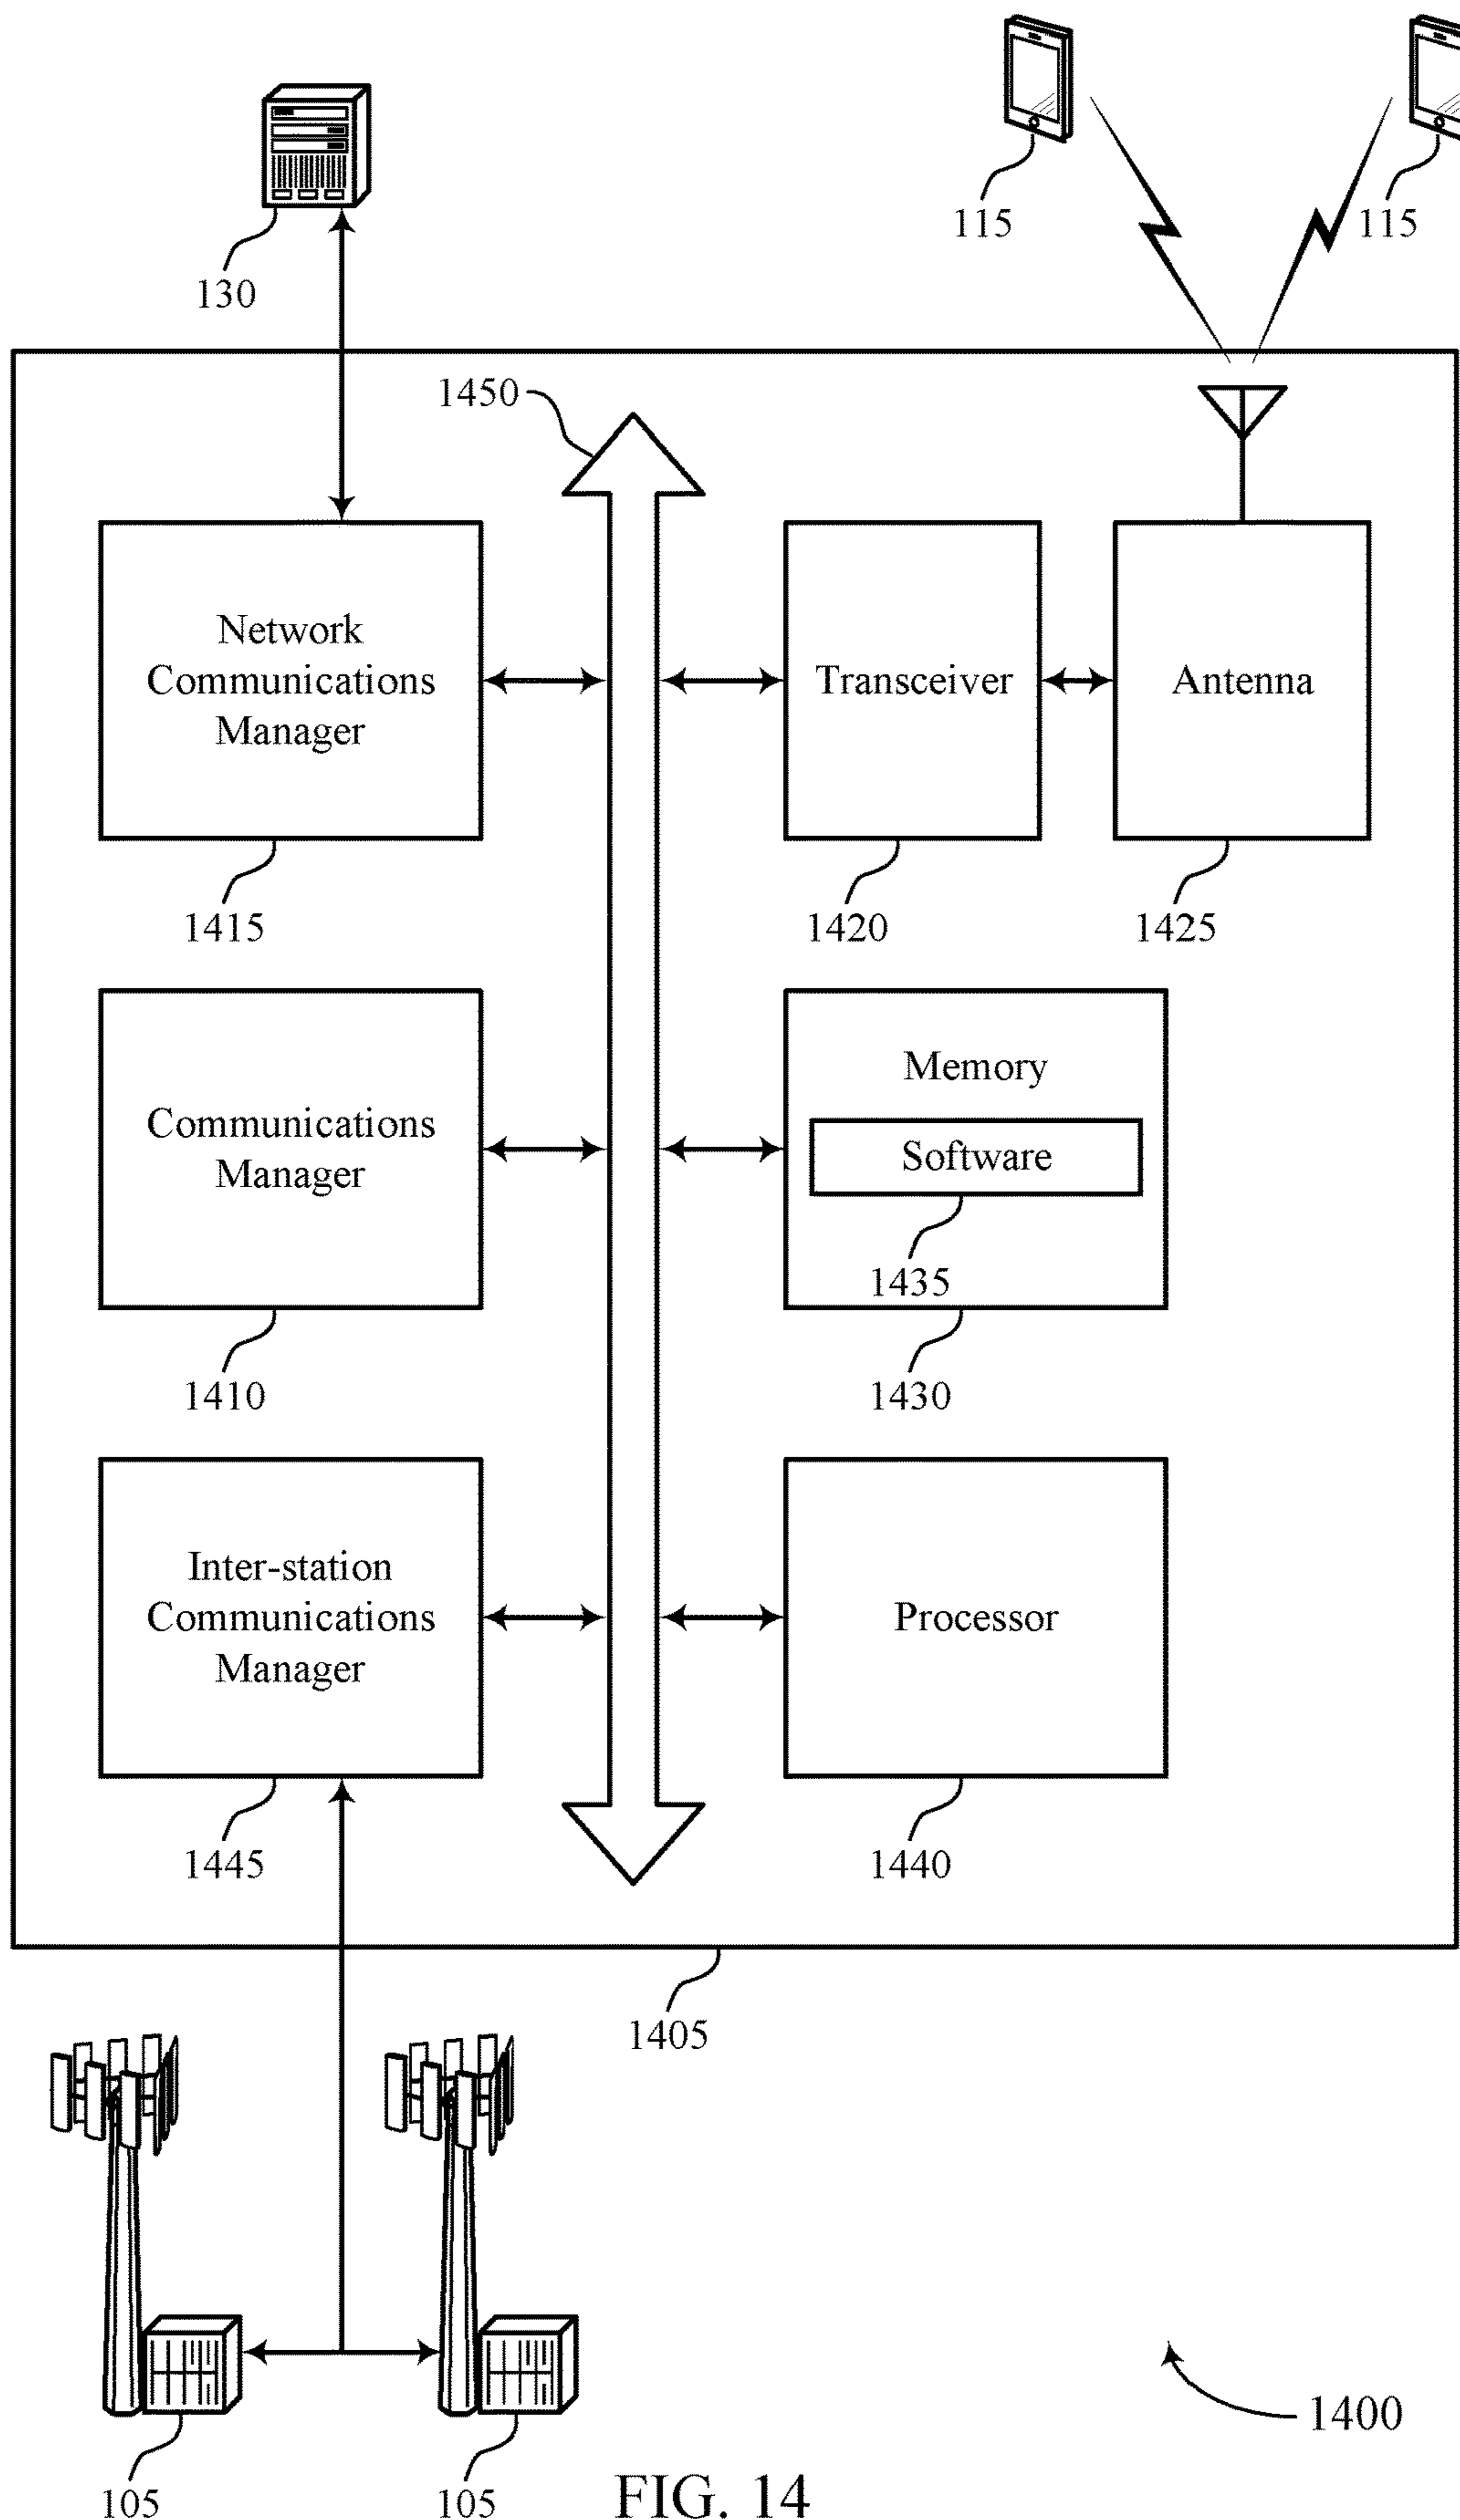 115
115
130
1450
Network
Communications
Manager
Transceiver
Antenna
1415
1420
1425
Communications
Manager
Memory
Software
1435
1410
1430
Inter-station
Communications
Manager
Processor
1445
1440
1405
1400
105
105
FIG. 14